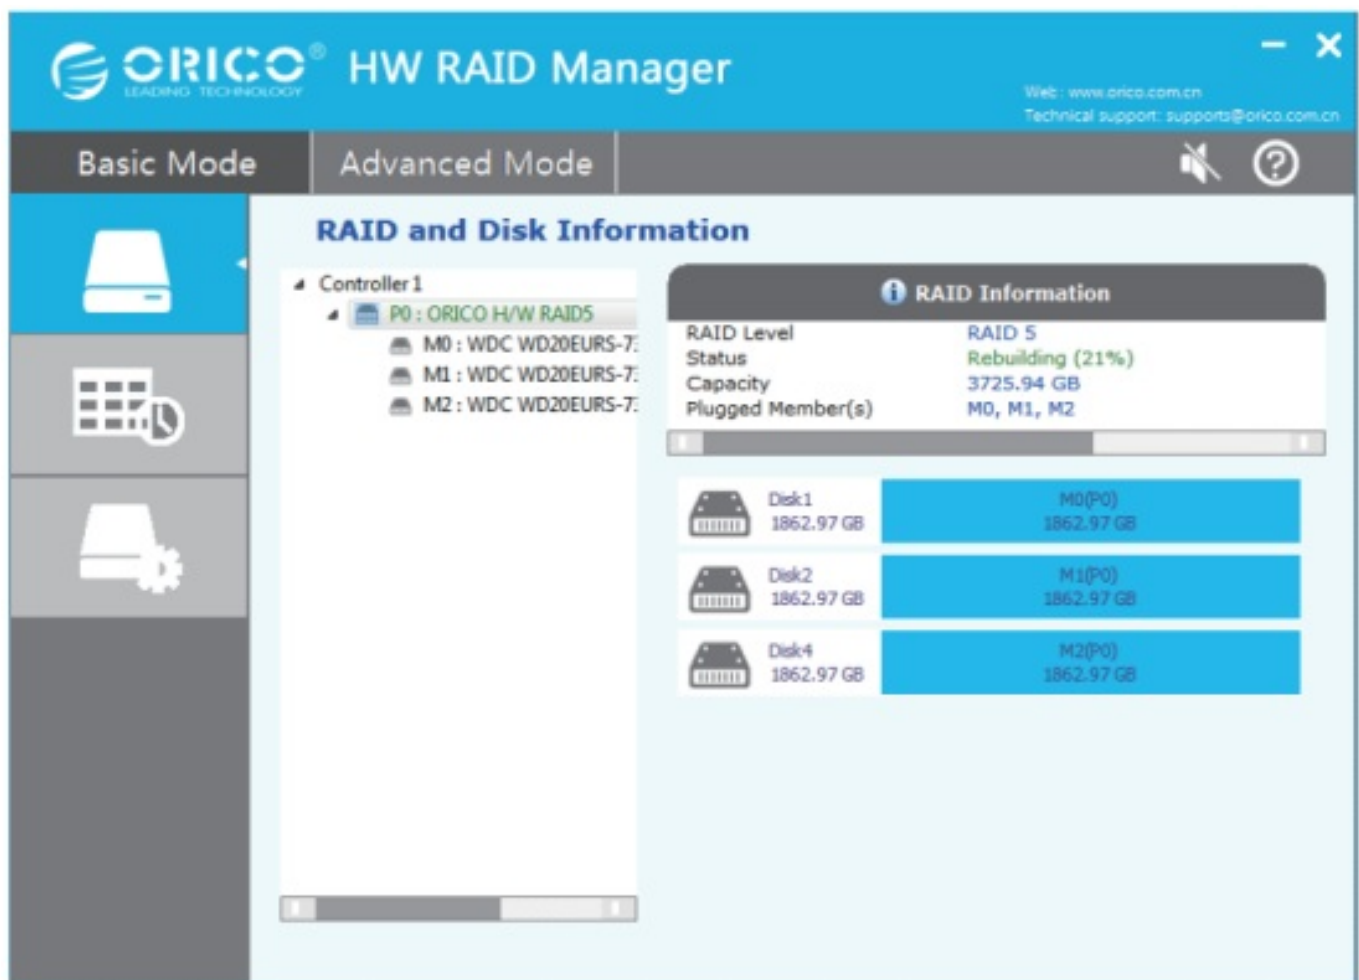 ORICO® HW RAID Manager
LEADING TECHNOLOGY
Web: www.orico.com.cn
Technical support: supports@orico.com.cn
Basic Mode
Advanced Mode
RAID and Disk Information
Controller 1
P0 : ORICO H/W RAID5
M0 : WDC WD20EURS-7
M1 : WDC WD20EURS-7
M2 : WDC WD20EURS-7
RAID Information
RAID Level RAID 5
Status Rebuilding (21%)
Capacity 3725.94 GB
Plugged Member(s) M0, M1, M2
Disk1
1862.97 GB
M0(P0)
1862.97 GB
Disk2
1862.97 GB
M1(P0)
1862.97 GB
Disk4
1862.97 GB
M2(P0)
1862.97 GB